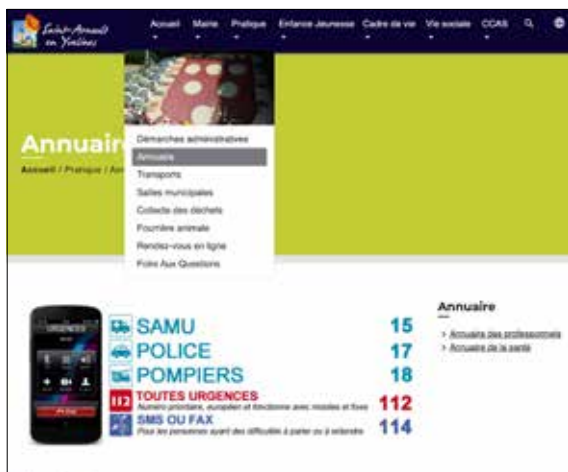 Saint-Arnoult
en Yvelines
Accueil Mairie Pratique Enfance Jeunesse Cadre de vie Vie sociale CCAS
Annuaire
Accueil / Pratique /
Démarches administratives
Annuaire
Transports
Salles municipales
Collecte des déchets
Fourrière animale
Rendez-vous en ligne
Foire Aux Questions
URGENCES
SAMU 15
POLICE 17
POMPIERS 18
112 TOUTES URGENCES
Numéro prioritaire, européen et fonctionne avec mobiles et fixes 112
SMS OU FAX
Pour les personnes ayant des difficultés à parler ou à entendre 114
Annuaire
> Annuaire des professionnels
> Annuaire de la santé